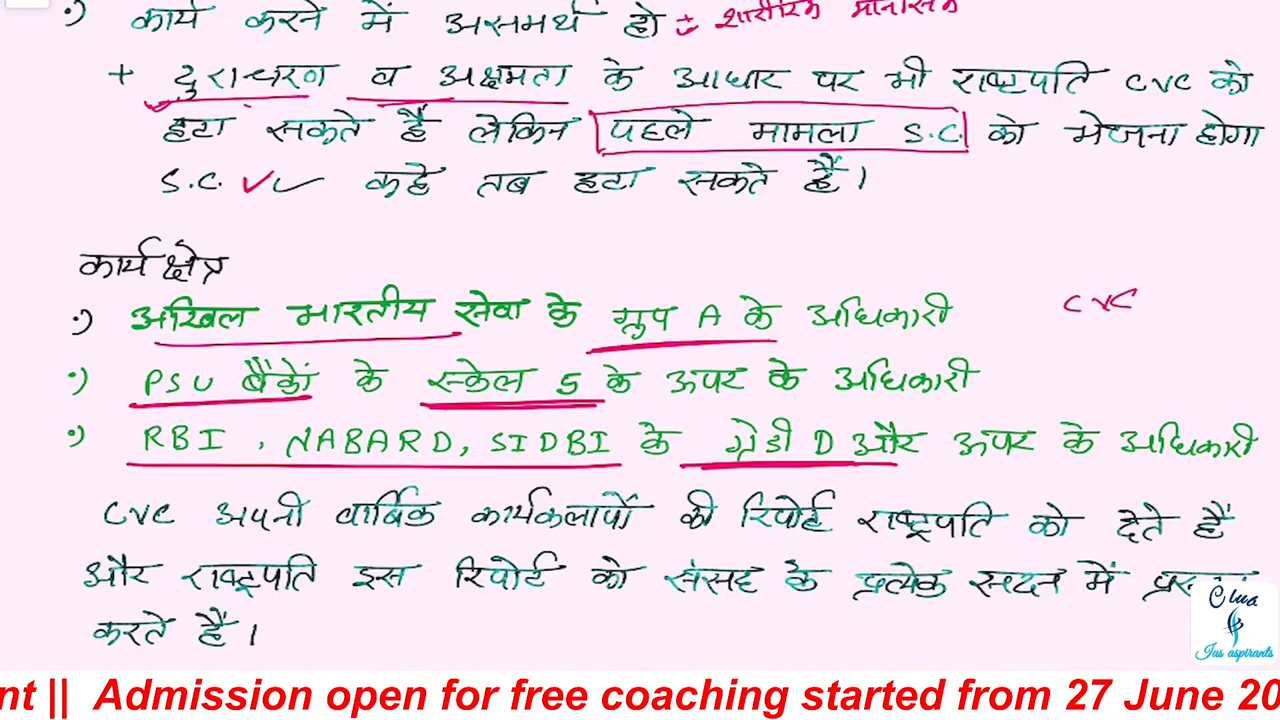 •) कार्य करने में असमर्थ हो ÷ शारीरिक मानसिक
+ दुराचरण व अक्षमता के आधार पर भी राष्टपति CVC को
हटा सकते हैं लेकिन पहले मामला S.C. को भेजना होगा
S.C. ✓✓ कहे तब हटा सकते हैं।
कार्यक्षेत्र
•) अखिल भारतीय सेवा के ग्रुप A के अधिकारी CVC
•) PSU बैंकों के स्केल 5 के ऊपर के अधिकारी
•) RBI, NABARD, SIDBI के ग्रेडी D और ऊपर के अधिकारी
CVC अपनी वार्षिक कार्यकलापों की रिपोर्ट राष्ट्रपति को देते हैं
और राष्ट्रपति इस रिपोर्ट को संसद के प्रत्येक सदन में
करते हैं।
Ias aspirants
nt || Admission open for free coaching started from 27 June 20